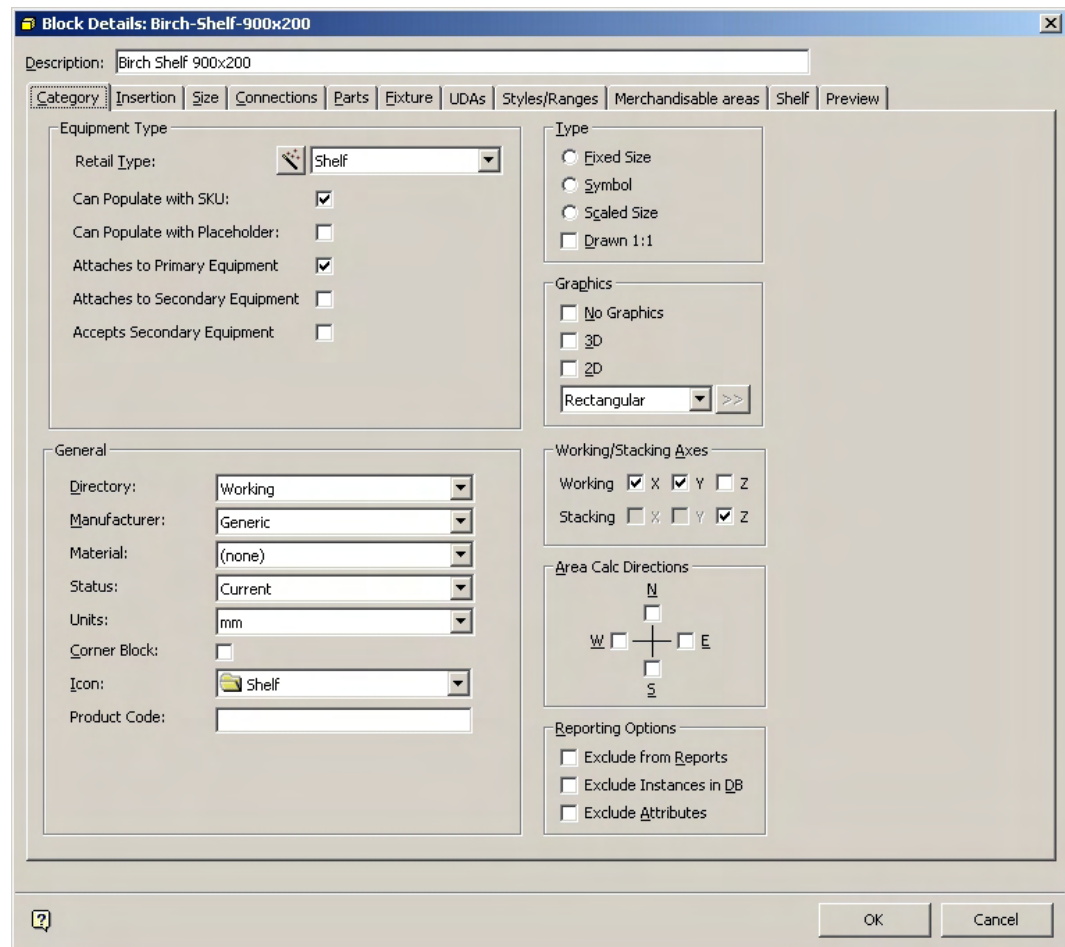 Block Details: Birch-Shelf-900x200
Description: Birch Shelf 900x200
Category Insertion Size Connections Parts Fixture UDAs Styles/Ranges Merchandisable areas Shelf Preview
Equipment Type
Retail Type: Shelf
Can Populate with SKU:
Can Populate with Placeholder:
Attaches to Primary Equipment
Attaches to Secondary Equipment
Accepts Secondary Equipment
Type
Fixed Size
Symbol
Scaled Size
Drawn 1:1
Graphics
No Graphics
3D
2D
Rectangular >>
General
Directory: Working
Manufacturer: Generic
Material: (none)
Status: Current
Units: mm
Corner Block:
Icon: Shelf
Product Code:
Working/Stacking Axes
Working X Y Z
Stacking X Y Z
Area Calc Directions
N
W E
S
Reporting Options
Exclude from Reports
Exclude Instances in DB
Exclude Attributes
? OK Cancel